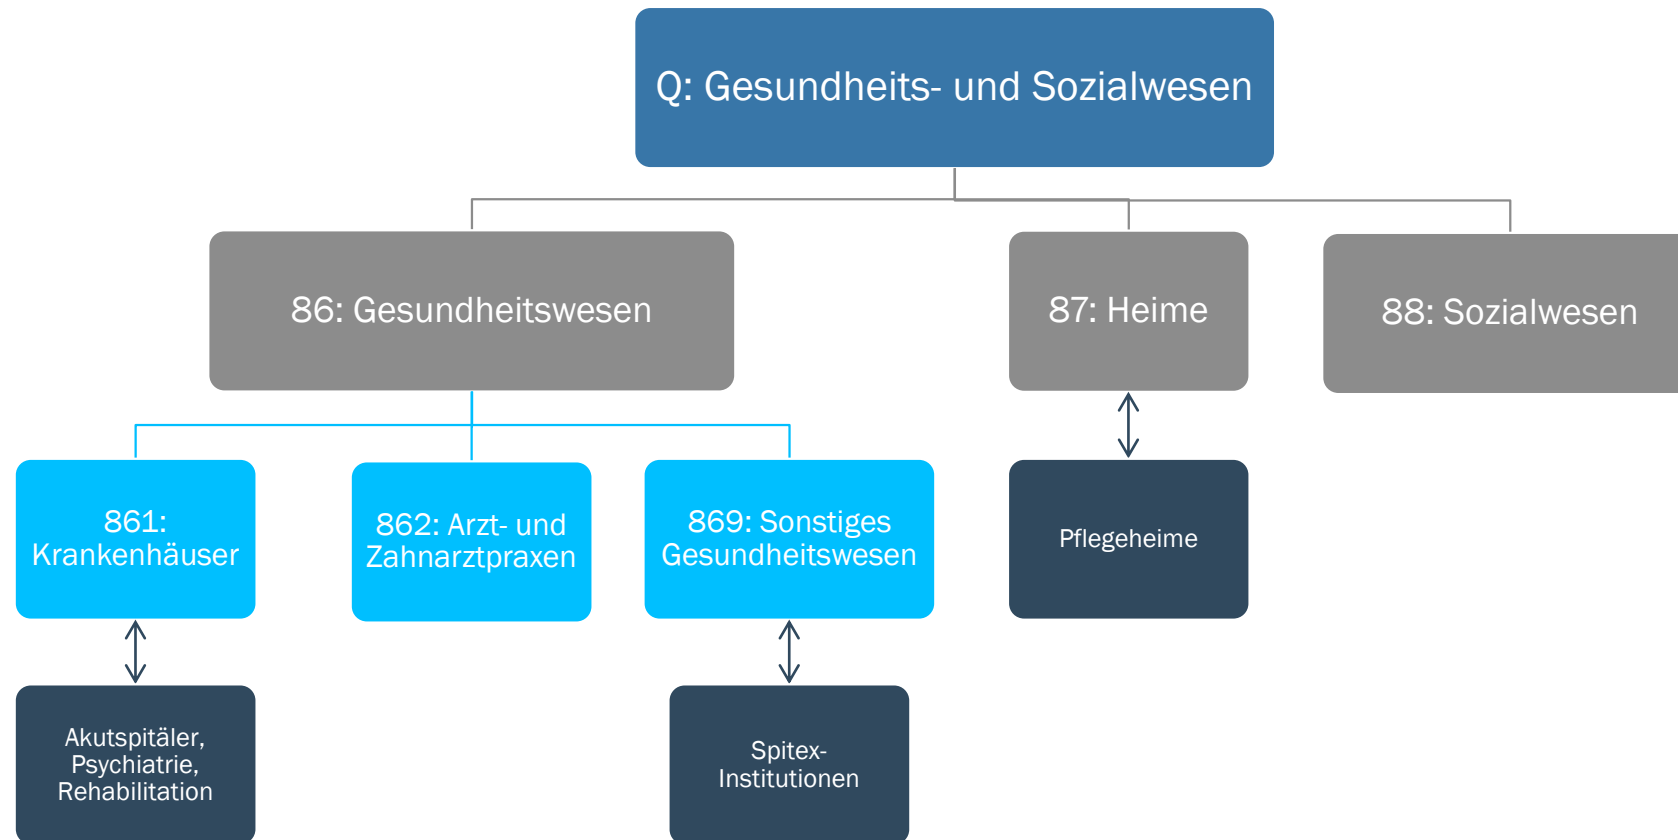 Q: Gesundheits- und Sozialwesen
86: Gesundheitswesen
87: Heime
88: Sozialwesen
861:
Krankenhäuser
862: Arzt- und
Zahnarztpraxen
869: Sonstiges
Gesundheitswesen
Pflegeheime
Akutspitäler,
Psychiatrie,
Rehabilitation
Spitex-
Institutionen